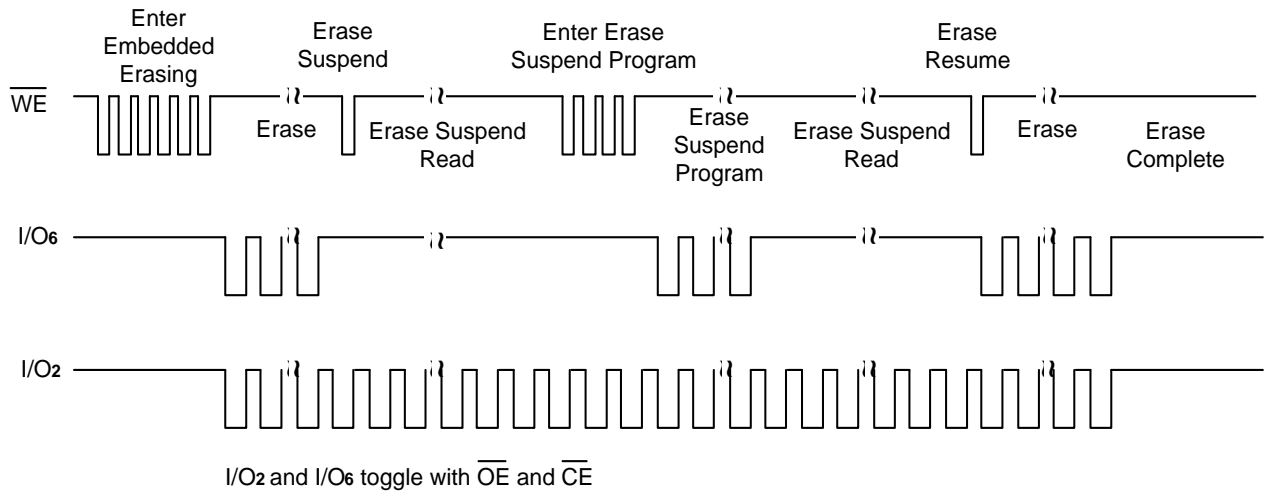 Enter
Embedded
Erasing
Erase
Suspend
Enter Erase
Suspend Program
Erase
Resume
WE
Erase
Erase Suspend
Read
Erase
Suspend
Program
Erase Suspend
Read
Erase
Erase
Complete
I/O6
I/O2
I/O2 and I/O6 toggle with OE and CE